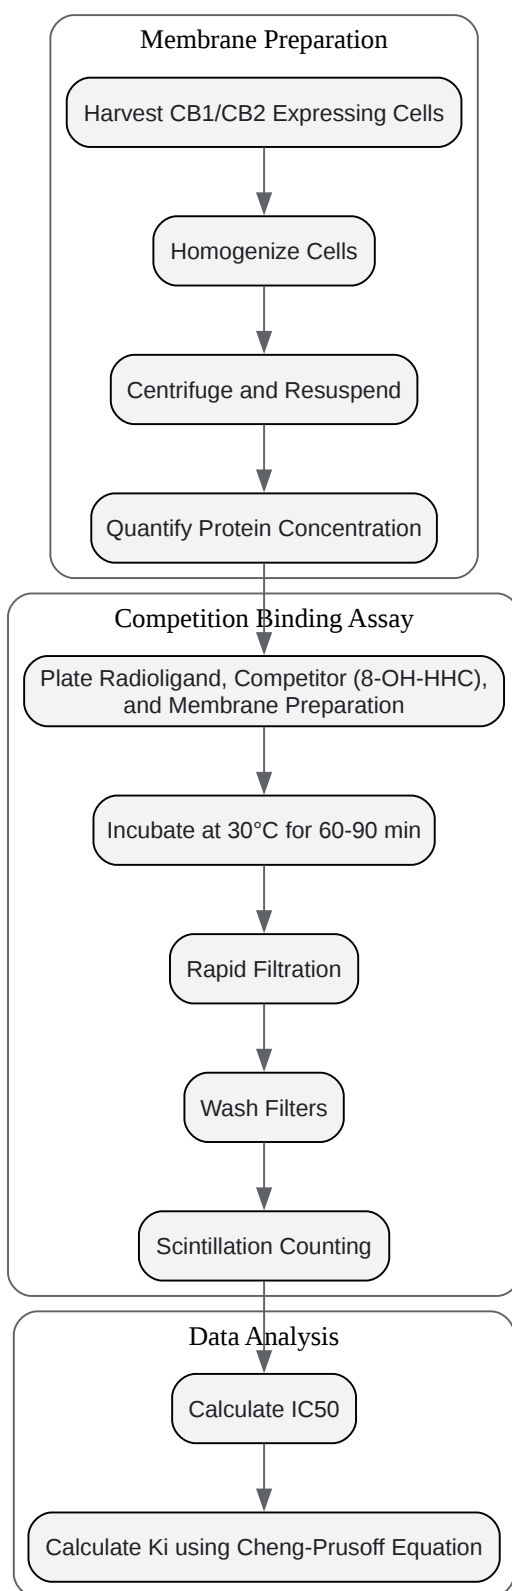 Membrane Preparation
Harvest CB1/CB2 Expressing Cells
Homogenize Cells
Centrifuge and Resuspend
Quantify Protein Concentration
Competition Binding Assay
Plate Radioligand, Competitor (8-OH-HHC),
and Membrane Preparation
Incubate at 30°C for 60-90 min
Rapid Filtration
Wash Filters
Scintillation Counting
Data Analysis
Calculate IC50
Calculate Ki using Cheng-Prusoff Equation